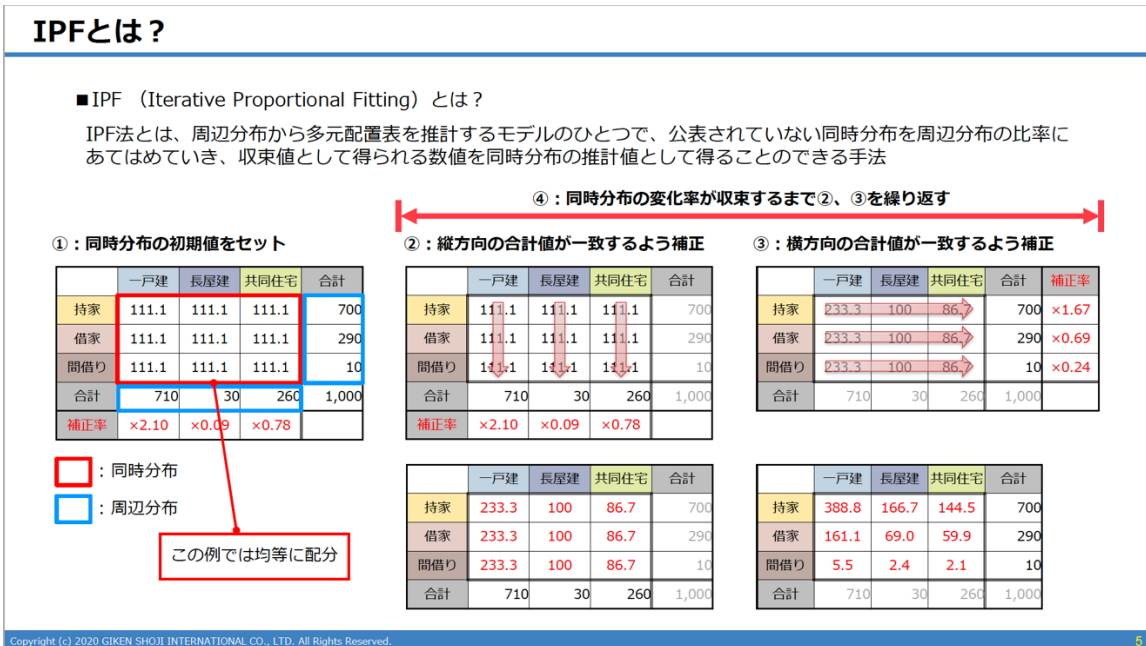 IPFとは？
■IPF （Iterative Proportional Fitting）とは？
IPF法とは、周辺分布から多元配置表を推計するモデルのひとつで、公表されていない同時分布を周辺分布の比率に
あてはめていき、収束値として得られる数値を同時分布の推計値として得ることのできる手法
④：同時分布の変化率が収束するまで②、③を繰り返す
①：同時分布の初期値をセット
一戸建 長屋建 共同住宅 合計
持家 111.1 111.1 111.1 700
借家 111.1 111.1 111.1 290
間借り 111.1 111.1 111.1 10
合計 710 30 260 1,000
補正率 ×2.10 ×0.09 ×0.78
：同時分布
：周辺分布
この例では均等に配分
②：縦方向の合計値が一致するよう補正
一戸建 長屋建 共同住宅 合計
持家 111.1 111.1 111.1 700
借家 111.1 111.1 111.1 290
間借り 111.1 111.1 111.1 10
合計 710 30 260 1,000
補正率 ×2.10 ×0.09 ×0.78
一戸建 長屋建 共同住宅 合計
持家 233.3 100 86.7 700
借家 233.3 100 86.7 290
間借り 233.3 100 86.7 10
合計 710 30 260 1,000
③：横方向の合計値が一致するよう補正
一戸建 長屋建 共同住宅 合計 補正率
持家 233.3 100 86.7 700 ×1.67
借家 233.3 100 86.7 290 ×0.69
間借り 233.3 100 86.7 10 ×0.24
合計 710 30 260 1,000
一戸建 長屋建 共同住宅 合計
持家 388.8 166.7 144.5 700
借家 161.1 69.0 59.9 290
間借り 5.5 2.4 2.1 10
合計 710 30 260 1,000
Copyright (c) 2020 GIKEN SHOJI INTERNATIONAL CO., LTD. All Rights Reserved.
5